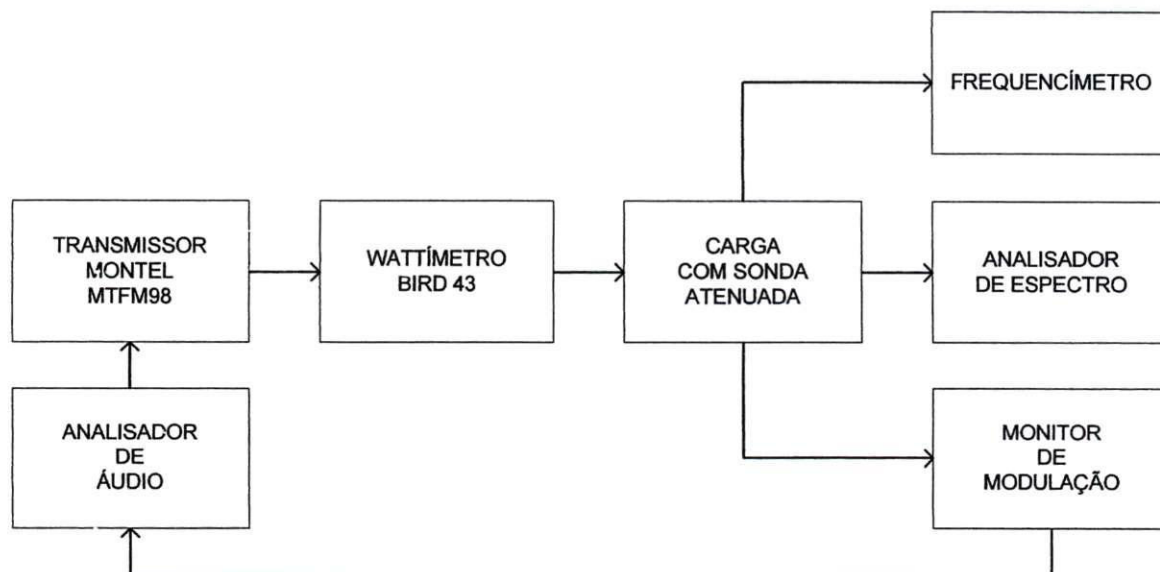 FREQUENCÍMETRO
TRANSMISSOR
MONTEL
MTFM98
WATTÍMETRO
BIRD 43
CARGA
COM SONDA
ATENUADA
ANALISADOR
DE ESPECTRO
ANALISADOR
DE
ÁUDIO
MONITOR
DE
MODULAÇÃO